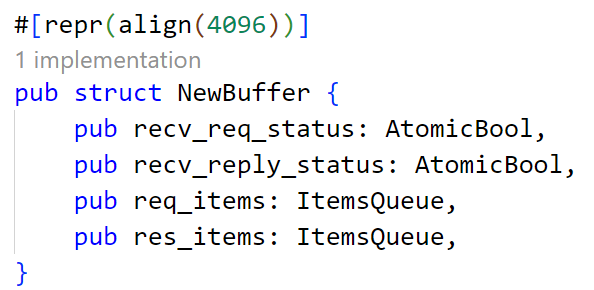 #[repr(align(4096))]
1 implementation
pub struct NewBuffer {
    pub recv_req_status: AtomicBool,
    pub recv_reply_status: AtomicBool,
    pub req_items: ItemsQueue,
    pub res_items: ItemsQueue,
}